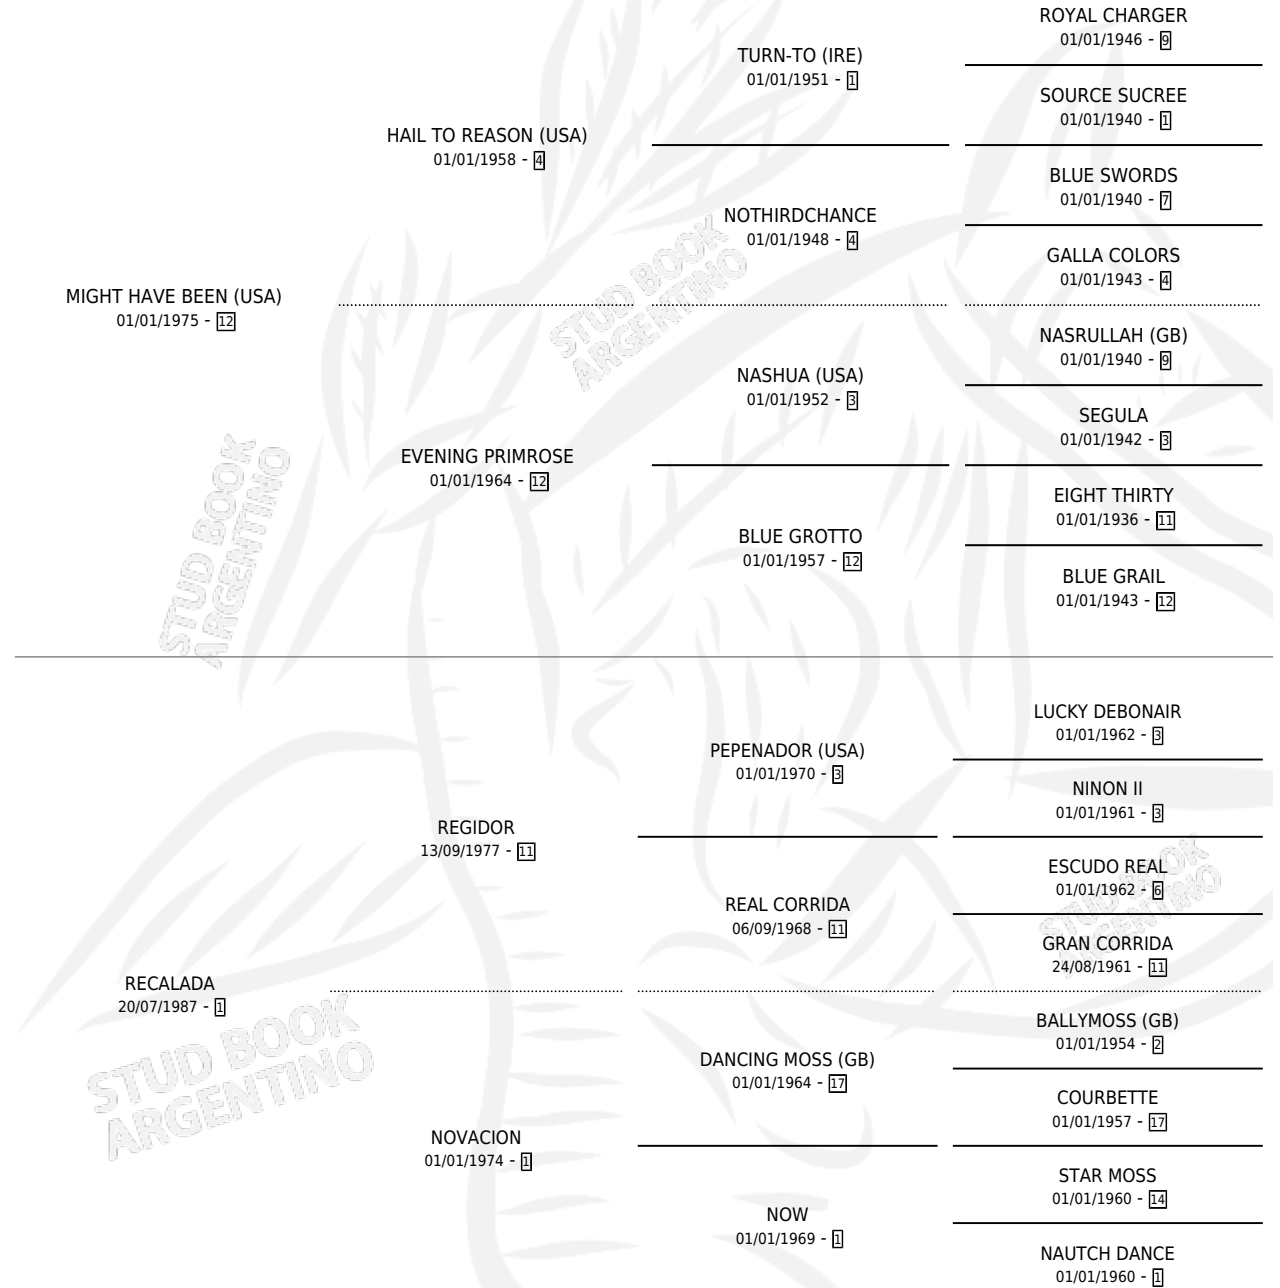 ROYAL CHARGER
01/01/1946 - 9
TURN-TO (IRE)
01/01/1951 - 1
SOURCE SUCREE
01/01/1940 - 1
HAIL TO REASON (USA)
01/01/1958 - 4
BLUE SWORDS
01/01/1940 - 7
NOTHIRDCHANCE
01/01/1948 - 4
GALLA COLORS
01/01/1943 - 4
MIGHT HAVE BEEN (USA)
01/01/1975 - 12
NASRULLAH (GB)
01/01/1940 - 9
NASHUA (USA)
01/01/1952 - 3
SEGULA
01/01/1942 - 3
EVENING PRIMROSE
01/01/1964 - 12
EIGHT THIRTY
01/01/1936 - 11
BLUE GROTTO
01/01/1957 - 12
BLUE GRAIL
01/01/1943 - 12
LUCKY DEBONAIR
01/01/1962 - 3
PEPENADOR (USA)
01/01/1970 - 3
NINON II
01/01/1961 - 3
REGIDOR
13/09/1977 - 11
ESCUDO REAL
01/01/1962 - 6
REAL CORRIDA
06/09/1968 - 11
GRAN CORRIDA
24/08/1961 - 11
RECALADA
20/07/1987 - 1
BALLYMOSS (GB)
01/01/1954 - 2
DANCING MOSS (GB)
01/01/1964 - 17
COURBETTE
01/01/1957 - 17
NOVACION
01/01/1974 - 1
STAR MOSS
01/01/1960 - 14
NOW
01/01/1969 - 1
NAUTCH DANCE
01/01/1960 - 1
STUD BOOK
ARGENTINO
STUD BOOK
ARGENTINO
STUD BOOK
ARGENTINO
STUD BOOK
ARGENTINO